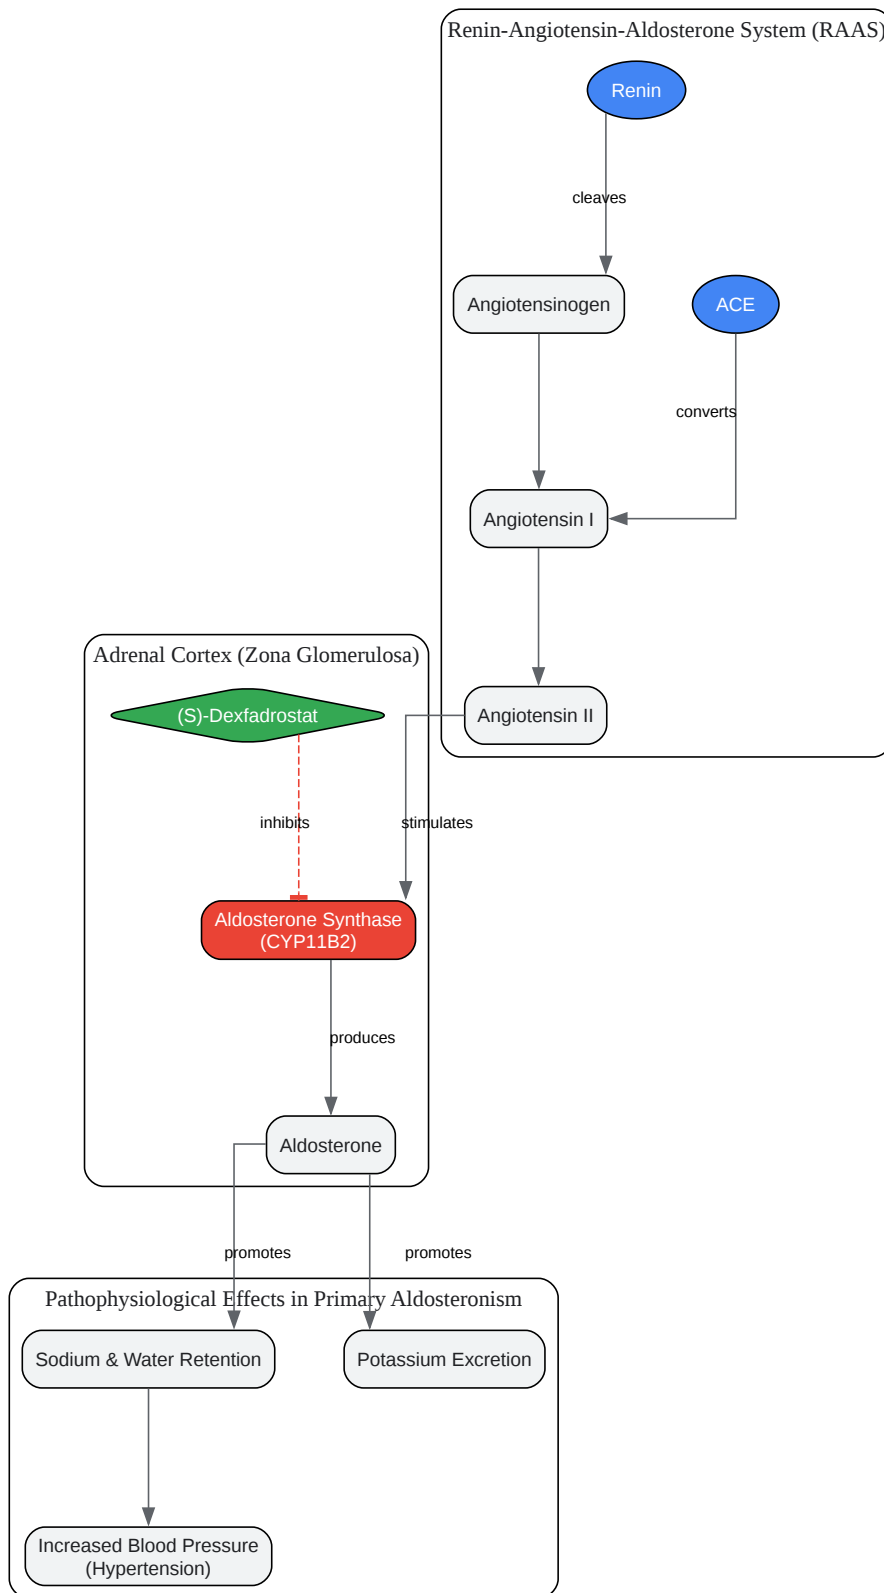 Renin-Angiotensin-Aldosterone System (RAAS)
Renin
cleaves
Angiotensinogen
ACE
converts
Angiotensin I
Adrenal Cortex (Zona Glomerulosa)
(S)-Dexfadrostat
Angiotensin II
inhibits
stimulates
Aldosterone Synthase
(CYP11B2)
produces
Aldosterone
promotes
promotes
Pathophysiological Effects in Primary Aldosteronism
Sodium & Water Retention
Potassium Excretion
Increased Blood Pressure
(Hypertension)